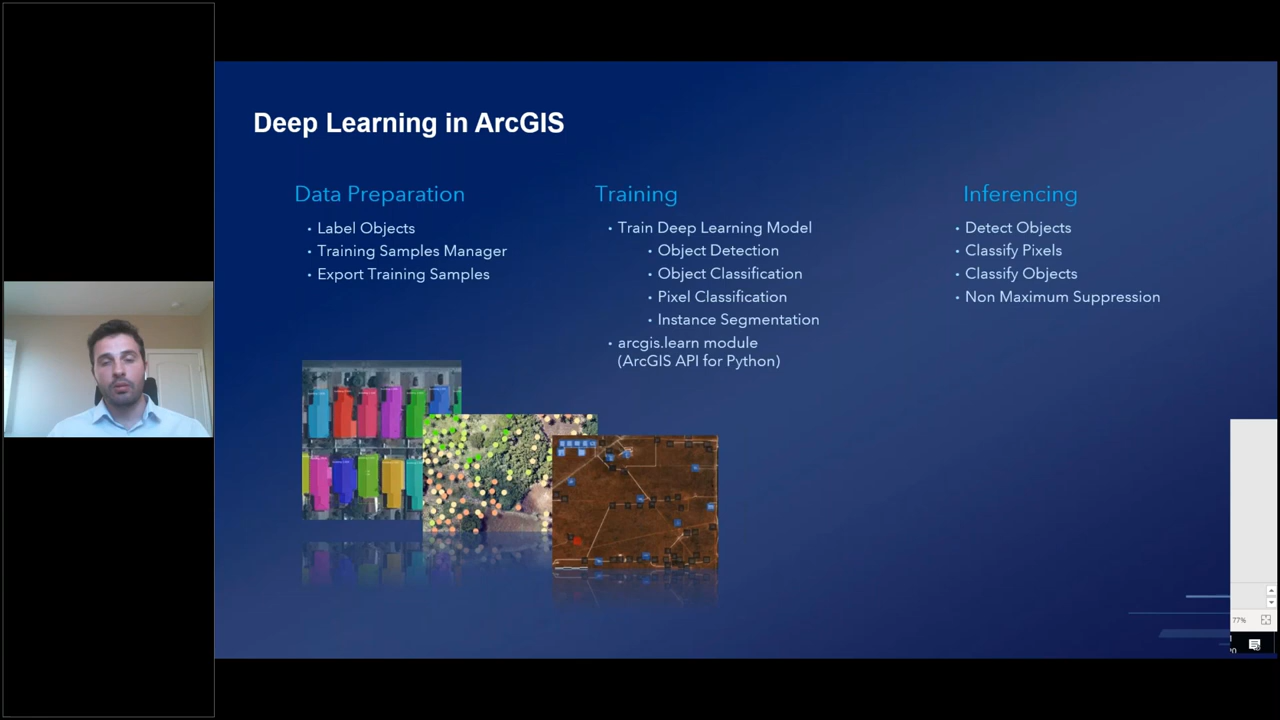 Deep Learning in ArcGIS
Data Preparation
• Label Objects
• Training Samples Manager
• Export Training Samples
Training
• Train Deep Learning Model
• Object Detection
• Object Classification
• Pixel Classification
• Instance Segmentation
• arcgis.learn module
(ArcGIS API for Python)
Inferencing
• Detect Objects
• Classify Pixels
• Classify Objects
• Non Maximum Suppression
77%